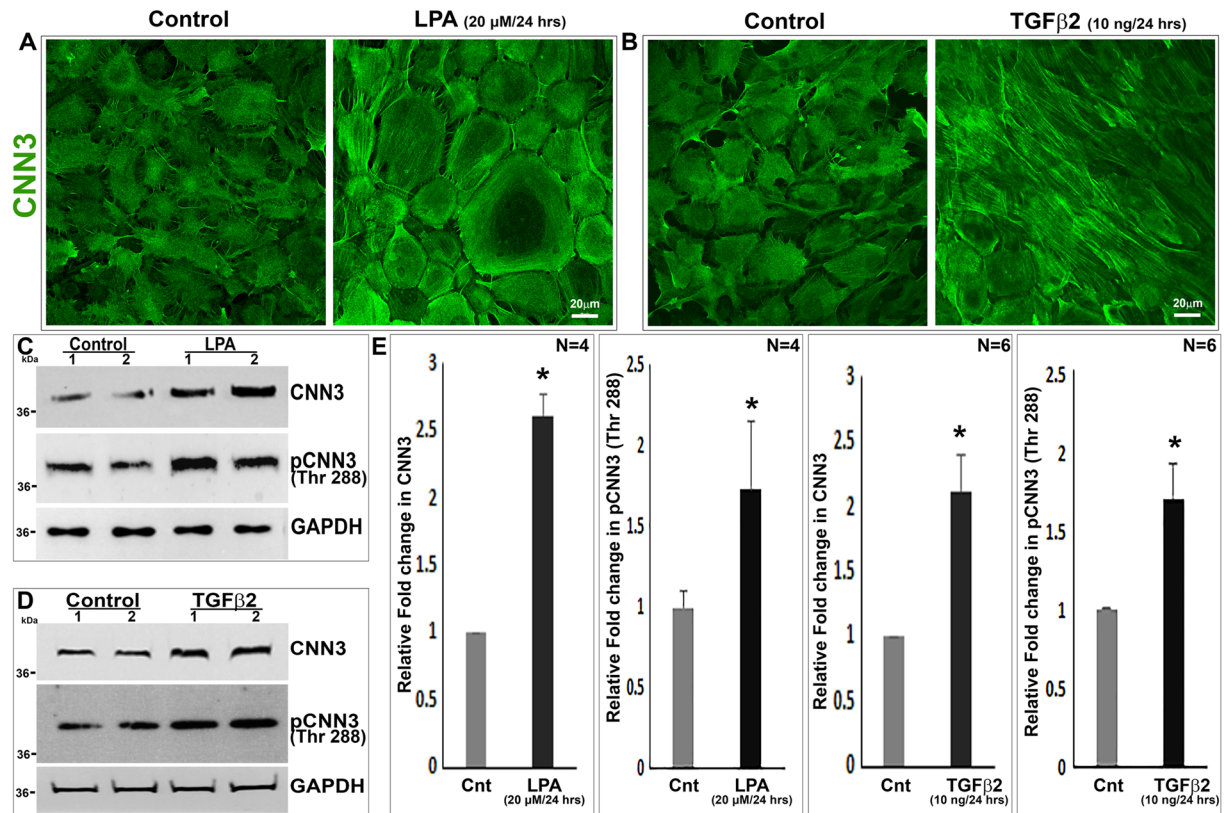 Control
LPA (20 µM/24 hrs)
Control
TGFβ2 (10 ng/24 hrs)
A
B
CNN3
20µm
20µm
C
Control
LPA
kDa
1
2
1
2
CNN3
36-
pCNN3
(Thr 288)
36-
GAPDH
36-
D
Control
TGFβ2
kDa
1
2
1
2
CNN3
36-
pCNN3
(Thr 288)
36-
GAPDH
36-
E
N=4
Relative Fold change in CNN3
3
2.5
2
1.5
1
0.5
0
*
Cnt
LPA
(20 µM/24 hrs)
N=4
Relative Fold change in pCNN3 (Thr 288)
2.5
2
1.5
1
0.5
0
*
Cnt
LPA
(20 µM/24 hrs)
N=6
Relative Fold change in CNN3
3
2.5
2
1.5
1
0.5
0
*
Cnt
TGFβ2
(10 ng/24 hrs)
N=6
Relative Fold change in pCNN3 (Thr 288)
2.5
2
1.5
1
0.5
0
*
Cnt
TGFβ2
(10 ng/24 hrs)